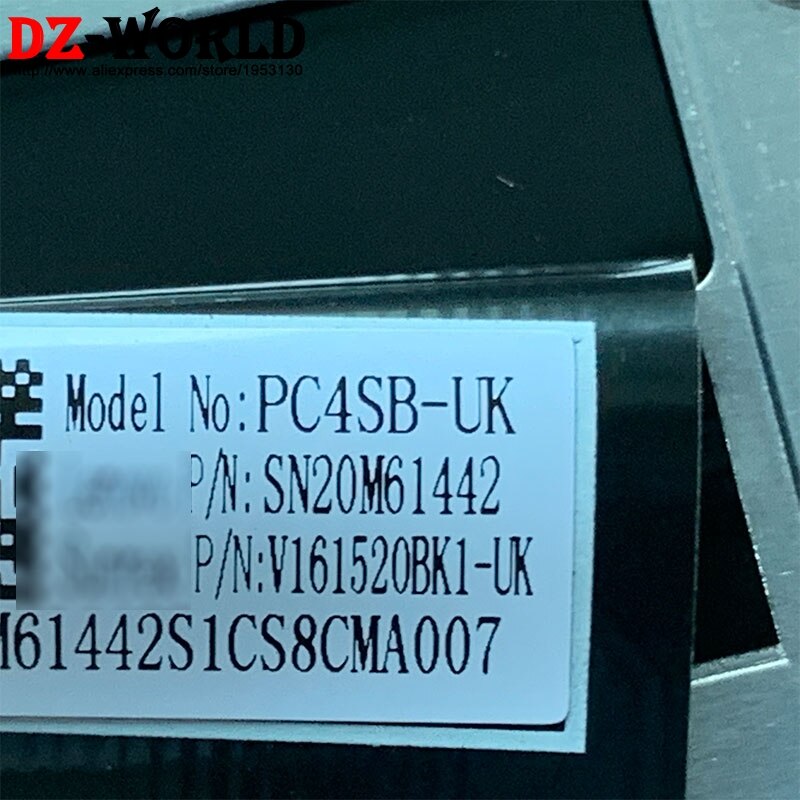 DZ-WORLD
http://www.aliexpress.com/store/1953130
Model No:PC4SB-UK
P/N:SN20M61442
P/N:V161520BK1-UK
M61442S1CS8CMA007